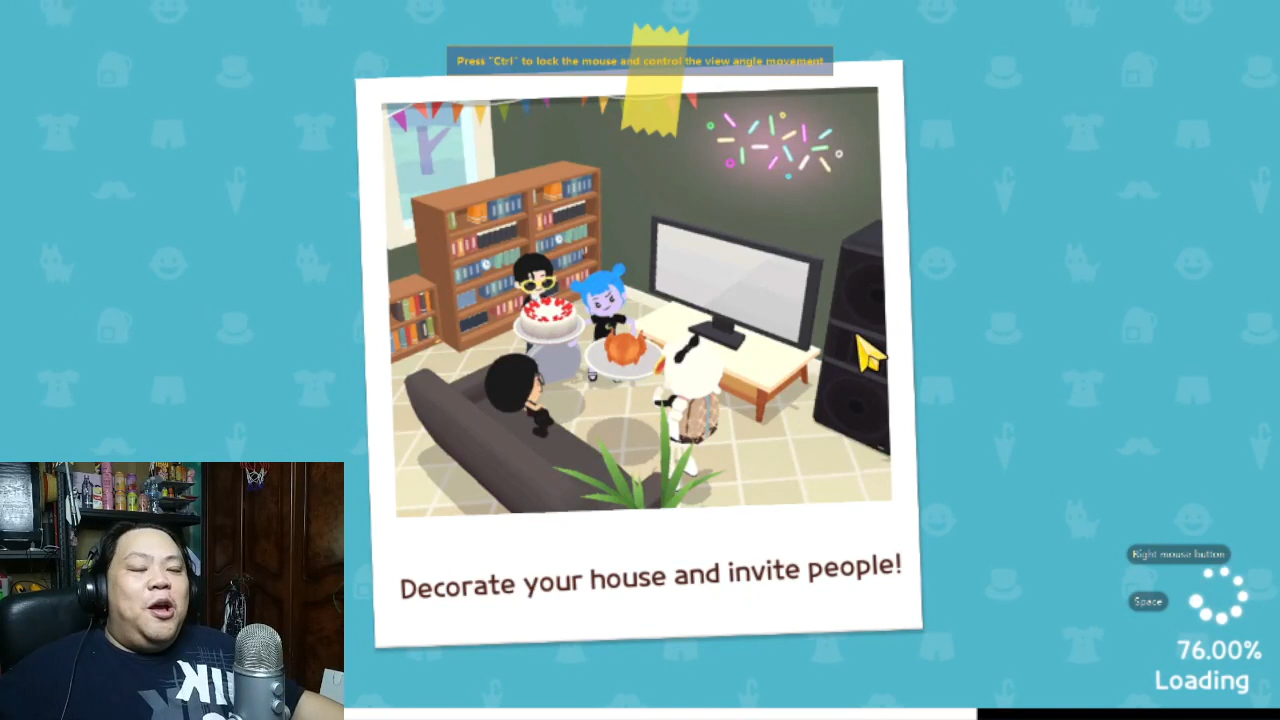 Press "Ctrl" to lock the mouse and control the view angle movement
Decorate your house and invite people!
Right mouse button
Space
76.00%
Loading